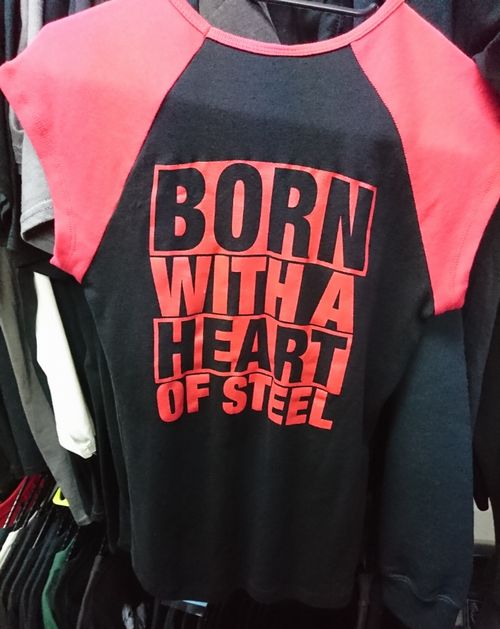 BORN
WITH A
HEART
OF STEEL